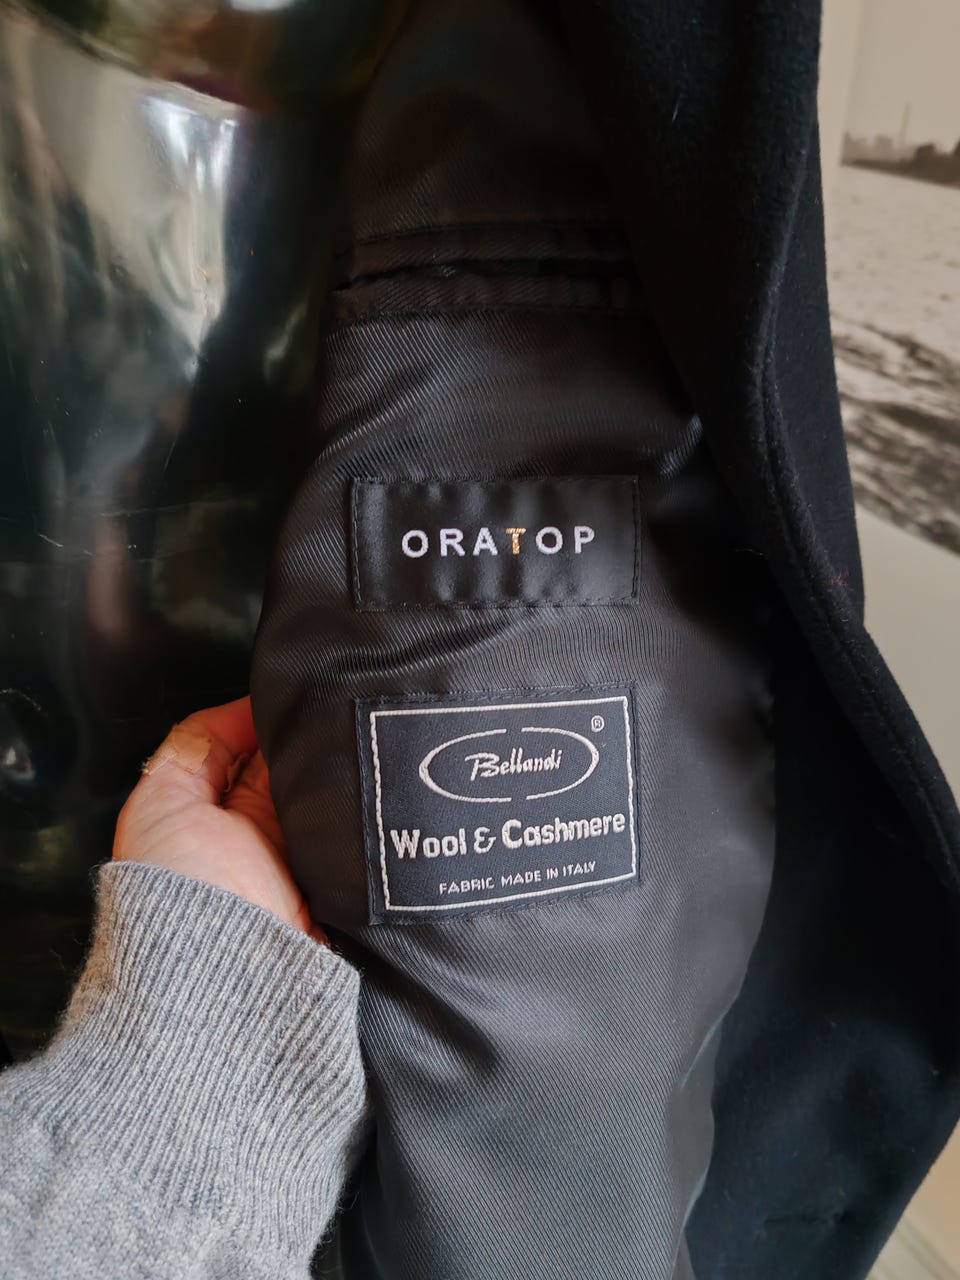 ORATOP
Bellandi ®
Wool & Cashmere
FABRIC MADE IN ITALY